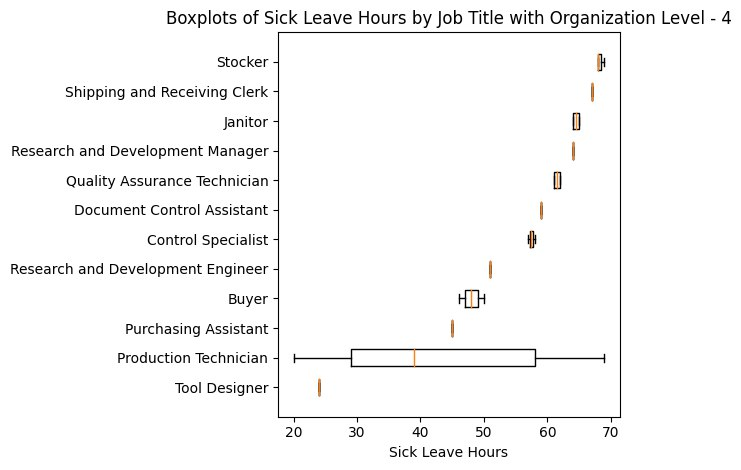 Boxplots of Sick Leave Hours by Job Title with Organization Level - 4
Stocker
Shipping and Receiving Clerk
Janitor
Research and Development Manager
Quality Assurance Technician
Document Control Assistant
Control Specialist
Research and Development Engineer
Buyer
Purchasing Assistant
Production Technician
Tool Designer
20 30 40 50 60 70
Sick Leave Hours